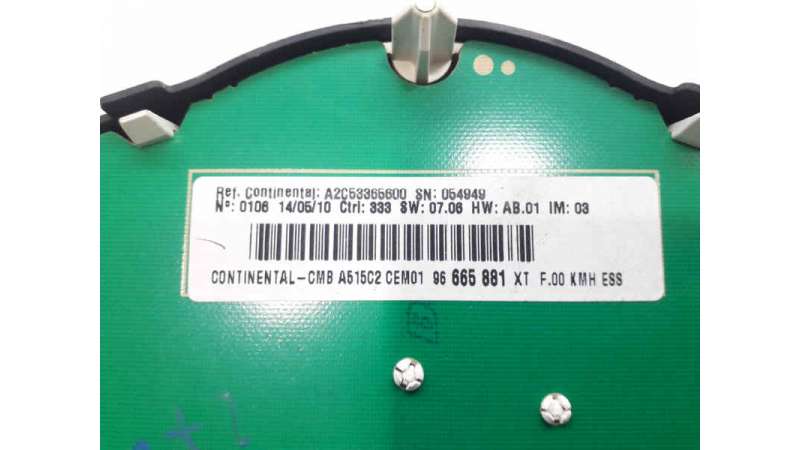 Ref. Continental: A2C53365600 SN: 054949
N°: 0106 14/05/10 Ctrl: 333 SW: 07.06 HW: AB.01 IM: 03
CONTINENTAL-CMB A515C2 CEM01 96 665 881 XT F.00 KMH ESS